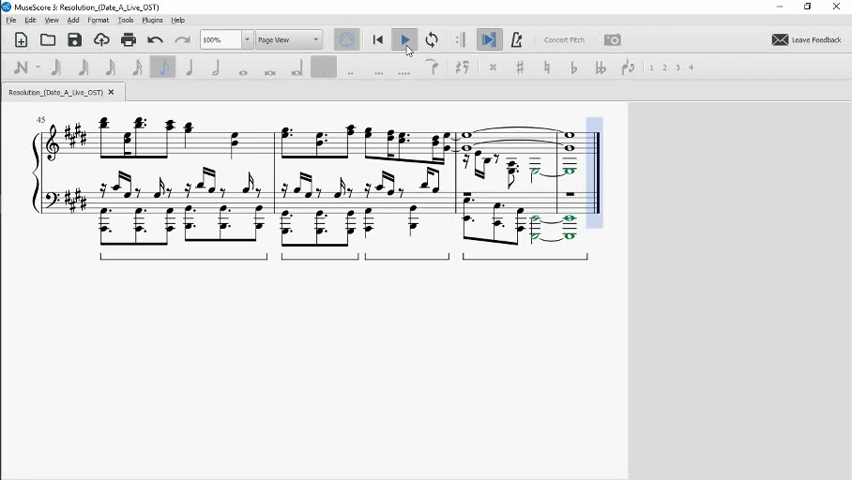 MuseScore 3: Resolution_(Date_A_Live_OST)
File Edit View Add Format Tools Plugins Help
100% Page View Concert Pitch Leave Feedback
1 2 3 4
Resolution_(Date_A_Live_OST)
45